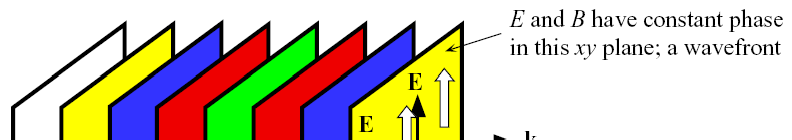 E and B have constant phase
in this xy plane; a wavefront
E
E
k